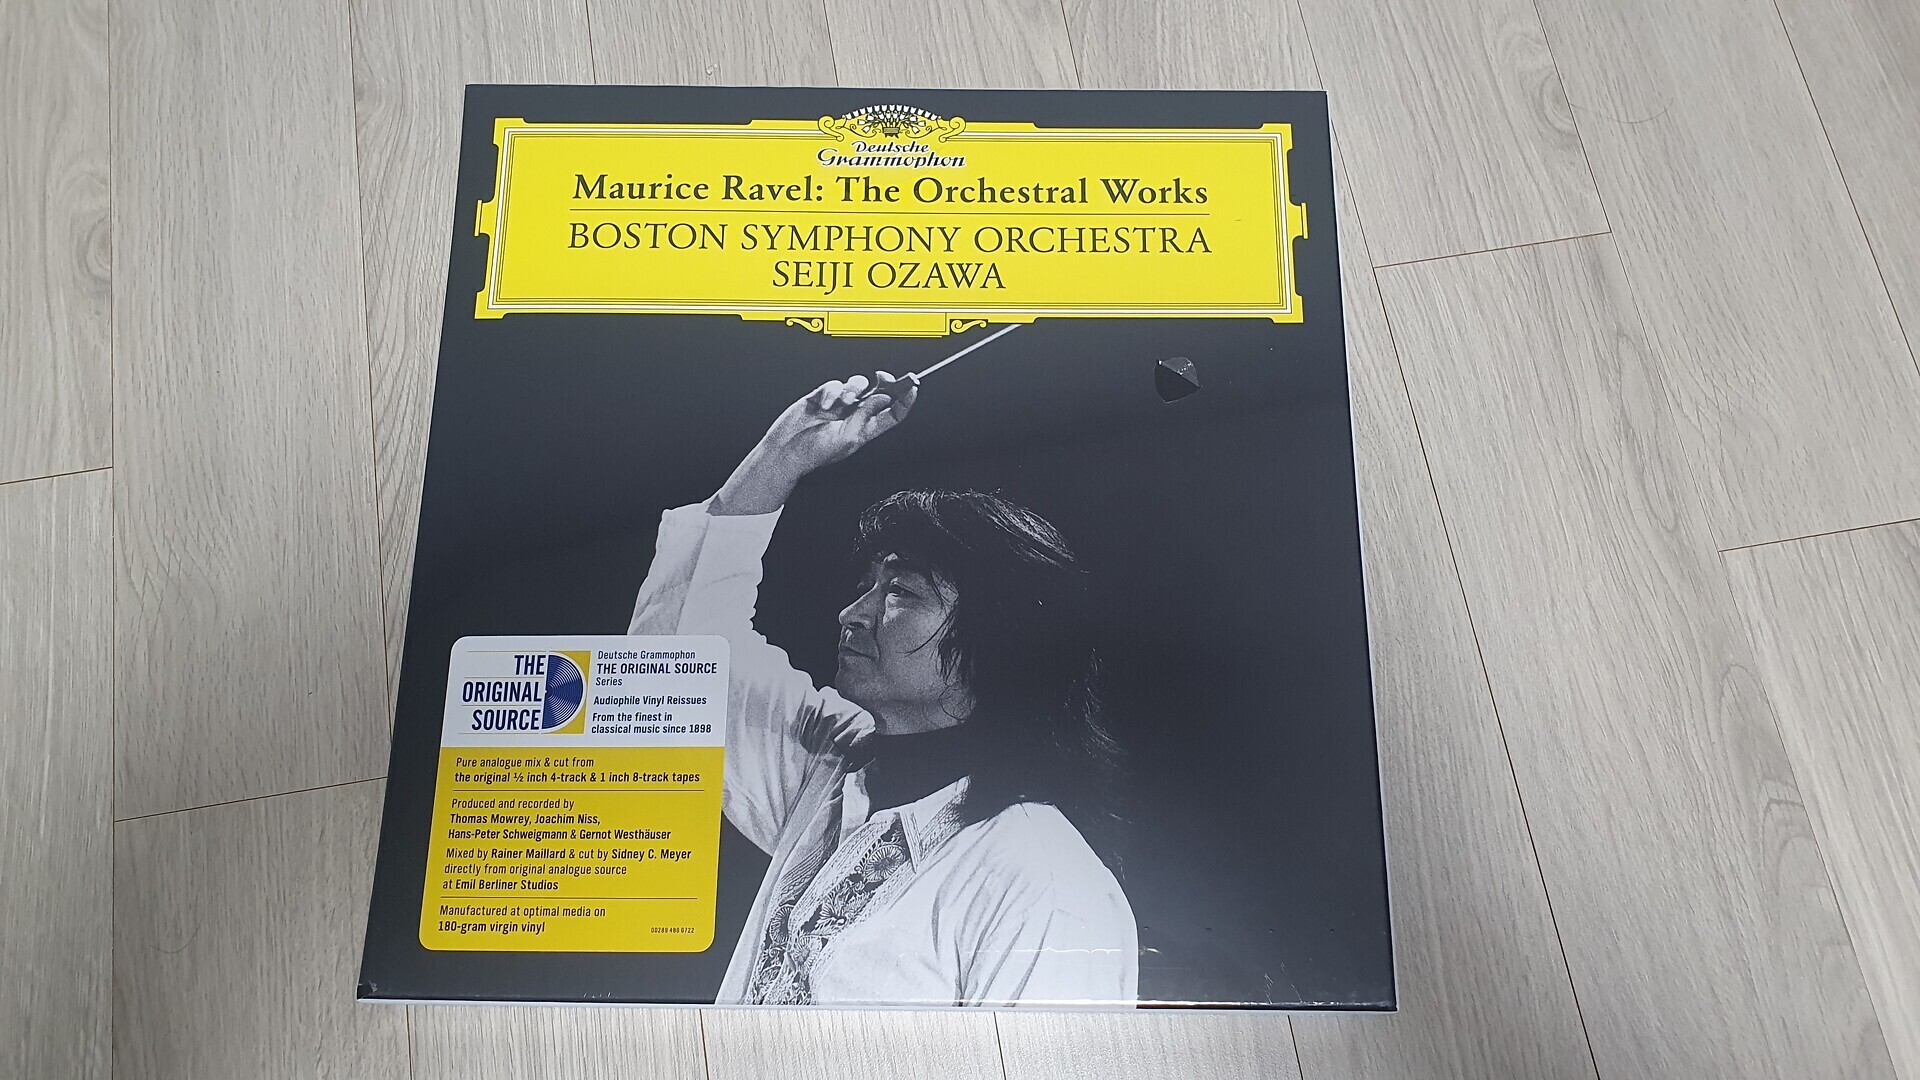 Deutsche
Grammophon
Maurice Ravel: The Orchestral Works
BOSTON SYMPHONY ORCHESTRA
SEIJI OZAWA
THE
ORIGINAL
SOURCE
Deutsche Grammophon
THE ORIGINAL SOURCE
Series
Audiophile Vinyl Reissues
From the finest in
classical music since 1898
Pure analogue mix & cut from
the original ½ inch 4-track & 1 inch 8-track tapes
Produced and recorded by
Thomas Mowrey, Joachim Niss,
Hans-Peter Schweigmann & Gernot Westhäuser
Mixed by Rainer Maillard & cut by Sidney C. Meyer
directly from original analogue source
at Emil Berliner Studios
Manufactured at optimal media on
180-gram virgin vinyl
00289 486 6722